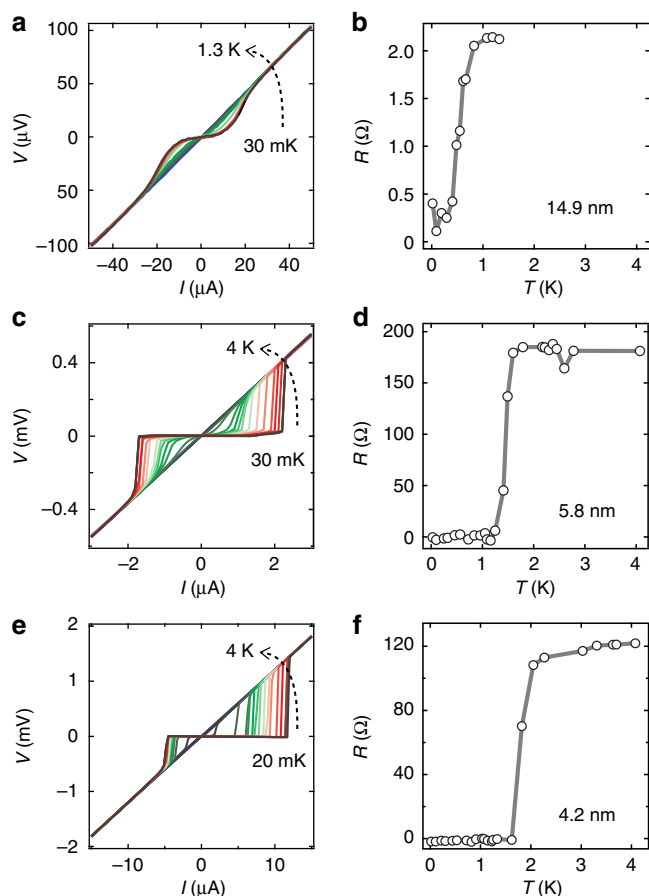 a
100
50
0
50
−100
V (μV)
1.3 K
30 mK
−40 −20 0 20 40
I (μA)
b
2.0
1.5
1.0
0.5
0
R (Ω)
14.9 nm
0 1 2 3 4
T (K)
c
0.4
0
−0.4
V (mV)
4 K
30 mK
−2 0 2
I (μA)
d
200
150
100
50
0
R (Ω)
5.8 nm
0 1 2 3 4
T (K)
e
2
1
0
−1
−2
V (mV)
4 K
20 mK
−10 0 10
I (μA)
f
120
80
40
0
R (Ω)
4.2 nm
0 1 2 3 4
T (K)